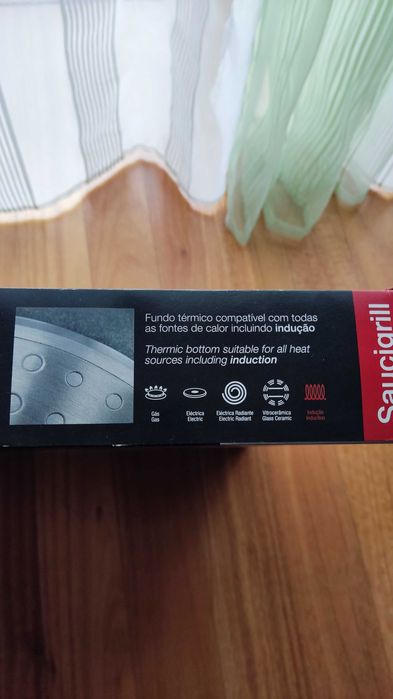 Fundo térmico compatível com todas
as fontes de calor incluindo indução
Thermic bottom suitable for all heat
sources including induction
Gás
Gas
Eléctrica
Electric
Eléctrica Radiante
Electric Radiant
Vitrocerâmica
Glass Ceramic
Indução
Induction
Saucigrill